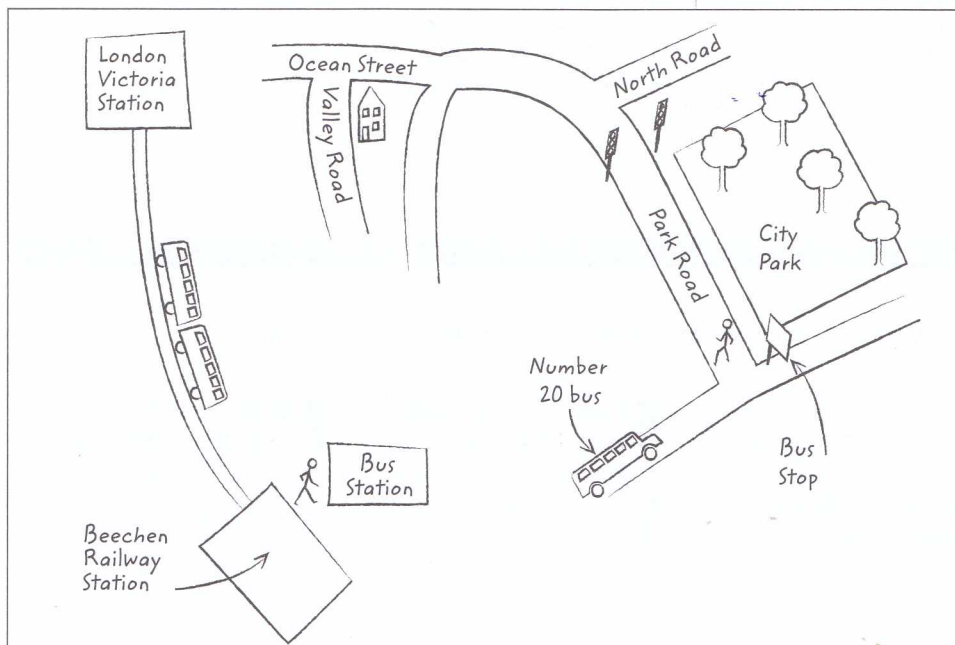 London
Victoria
Station
Ocean Street
Valley Road
North Road
Park Road
City
Park
Number
20 bus
Bus
Stop
Bus
Station
Beechen
Railway
Station